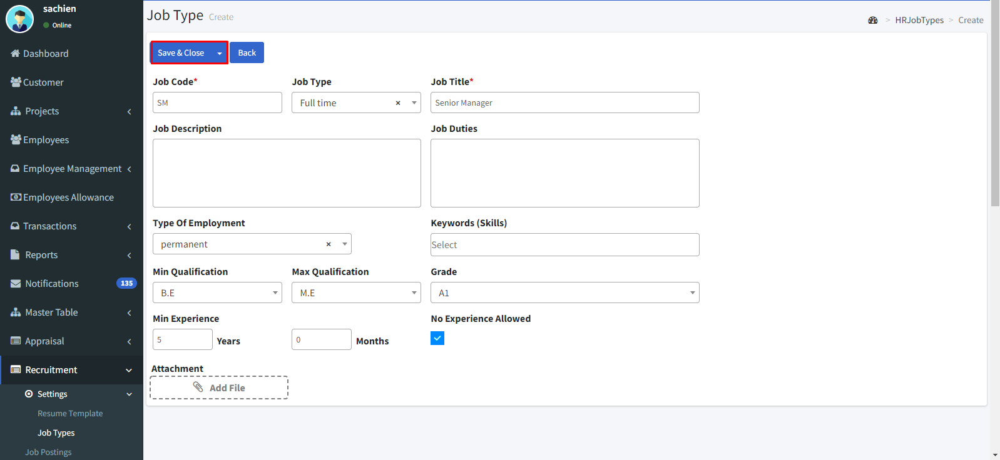 sachien
Online
Dashboard
Customer
Projects
Employees
Employee Management
Employees Allowance
Transactions
Reports
Notifications 135
Master Table
Appraisal
Recruitment
Settings
Resume Template
Job Types
Job Postings
Job Type Create
> HRJobTypes > Create
Save & Close Back
Job Code* Job Type Job Title*
SM Full time × Senior Manager
Job Description Job Duties
Type Of Employment Keywords (Skills)
permanent × Select
Min Qualification Max Qualification Grade
B.E M.E A1
Min Experience No Experience Allowed
5 Years 0 Months
Attachment
Add File